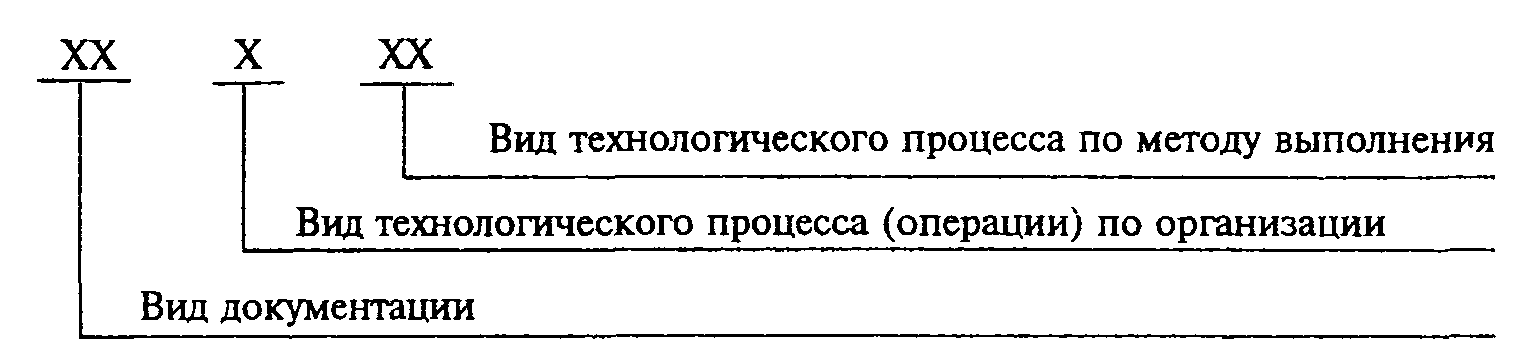 XX X XX
Вид технологического процесса по методу выполнения
Вид технологического процесса (операции) по организации
Вид документации